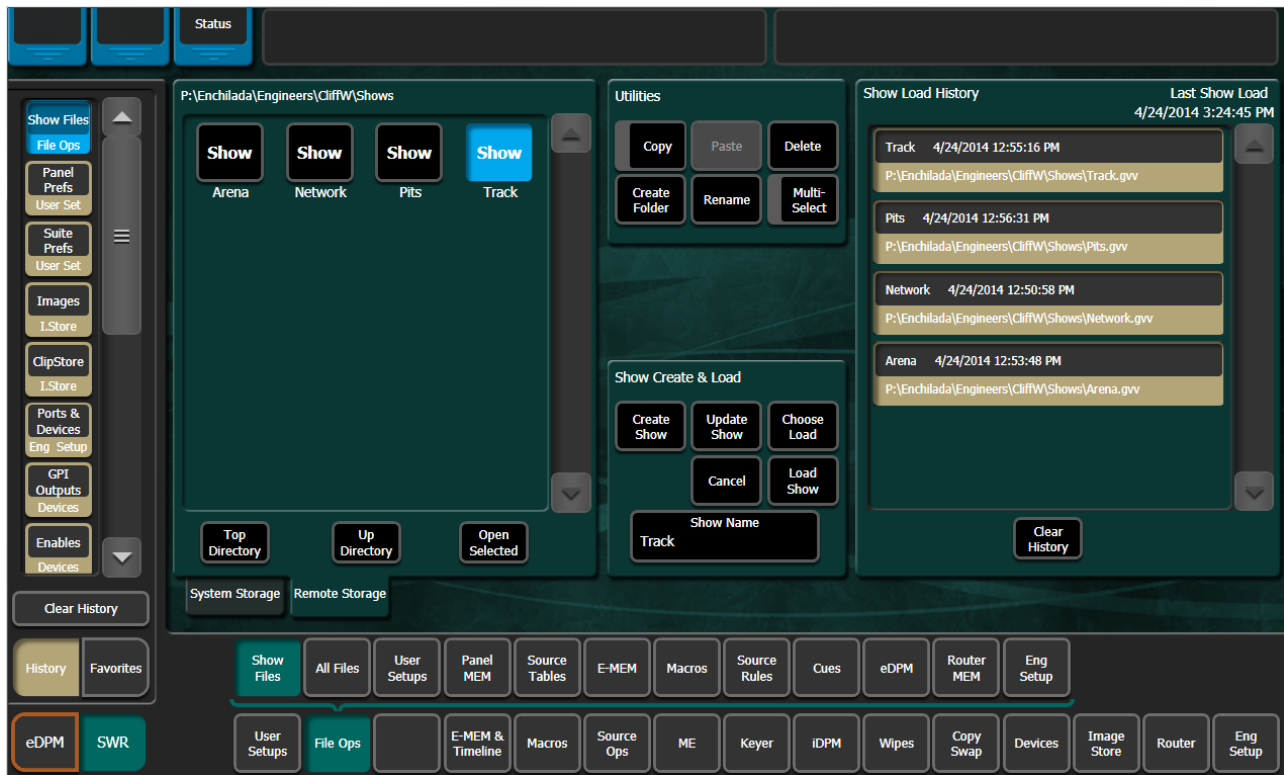 Status
Show Files
File Ops
Panel
Prefs
User Set
Suite
Prefs
User Set
Images
I.Store
ClipStore
I.Store
Ports &
Devices
Eng Setup
GPI
Outputs
Devices
Enables
Devices
Clear History
History
Favorites
eDPM
SWR
P:\Enchilada\Engineers\CliffW\Shows
Show
Show
Show
Show
Arena
Network
Pits
Track
Top
Directory
Up
Directory
Open
Selected
System Storage
Remote Storage
Utilities
Copy
Paste
Delete
Create
Folder
Rename
Multi-
Select
Show Create & Load
Create
Show
Update
Show
Choose
Load
Cancel
Load
Show
Show Name
Track
Show Load History
Last Show Load
4/24/2014 3:24:45 PM
Track 4/24/2014 12:55:16 PM
P:\Enchilada\Engineers\CliffW\Shows\Track.gvv
Pits 4/24/2014 12:56:31 PM
P:\Enchilada\Engineers\CliffW\Shows\Pits.gvv
Network 4/24/2014 12:50:58 PM
P:\Enchilada\Engineers\CliffW\Shows\Network.gvv
Arena 4/24/2014 12:53:48 PM
P:\Enchilada\Engineers\CliffW\Shows\Arena.gvv
Clear
History
Show
Files
All Files
User
Setups
Panel
MEM
Source
Tables
E-MEM
Macros
Source
Rules
Cues
eDPM
Router
MEM
Eng
Setup
User
Setups
File Ops
E-MEM &
Timeline
Macros
Source
Ops
ME
Keyer
iDPM
Wipes
Copy
Swap
Devices
Image
Store
Router
Eng
Setup